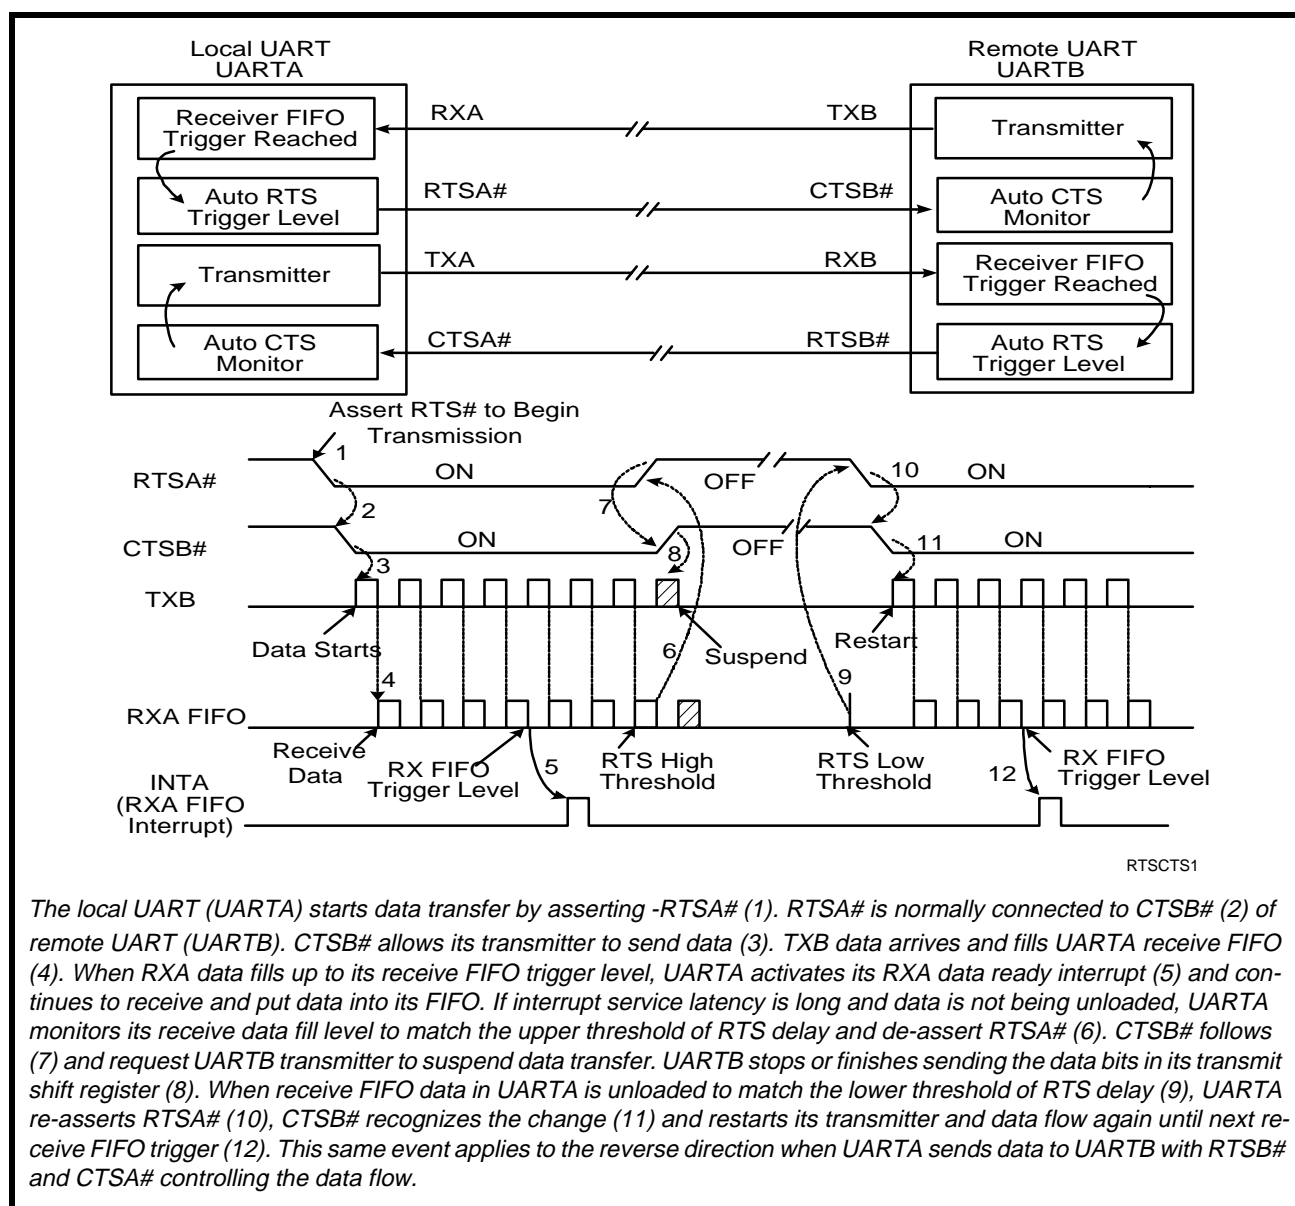 Local UART
UARTA
Remote UART
UARTB
Receiver FIFO
Trigger Reached
RXA
TXB
Transmitter
Auto RTS
Trigger Level
RTSA#
CTSB#
Auto CTS
Monitor
Transmitter
TXA
RXB
Receiver FIFO
Trigger Reached
Auto CTS
Monitor
CTSA#
RTSB#
Auto RTS
Trigger Level
Assert RTS# to Begin
Transmission
1
RTSA#
ON
7
OFF
10
ON
2
CTSB#
ON
8
OFF
11
ON
3
TXB
Data Starts
6
Suspend
Restart
4
9
RXA FIFO
Receive
Data
RX FIFO
Trigger Level
5
RTS High
Threshold
RTS Low
Threshold
12
RX FIFO
Trigger Level
INTA
(RXA FIFO
Interrupt)
RTSCTS1
The local UART (UARTA) starts data transfer by asserting -RTSA# (1). RTSA# is normally connected to CTSB# (2) of
remote UART (UARTB). CTSB# allows its transmitter to send data (3). TXB data arrives and fills UARTA receive FIFO
(4). When RXA data fills up to its receive FIFO trigger level, UARTA activates its RXA data ready interrupt (5) and con-
tinues to receive and put data into its FIFO. If interrupt service latency is long and data is not being unloaded, UARTA
monitors its receive data fill level to match the upper threshold of RTS delay and de-assert RTSA# (6). CTSB# follows
(7) and request UARTB transmitter to suspend data transfer. UARTB stops or finishes sending the data bits in its transmit
shift register (8). When receive FIFO data in UARTA is unloaded to match the lower threshold of RTS delay (9), UARTA
re-asserts RTSA# (10), CTSB# recognizes the change (11) and restarts its transmitter and data flow again until next re-
ceive FIFO trigger (12). This same event applies to the reverse direction when UARTA sends data to UARTB with RTSB#
and CTSA# controlling the data flow.